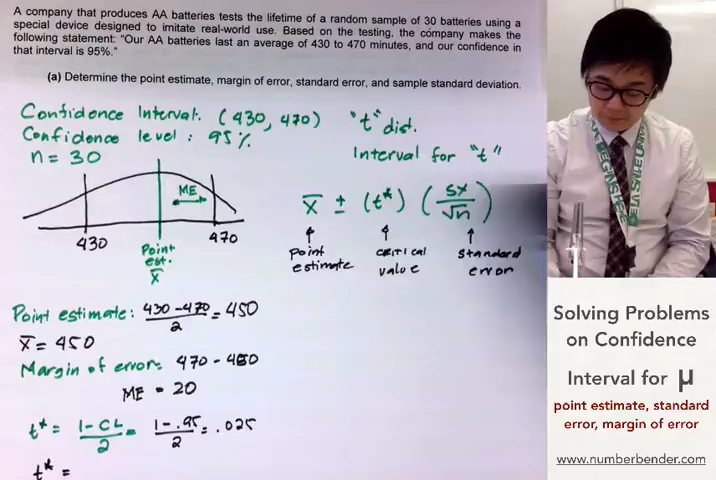 A company that produces AA batteries tests the lifetime of a random sample of 30 batteries using a
special device designed to imitate real-world use. Based on the testing, the company makes the
following statement: "Our AA batteries last an average of 430 to 470 minutes, and our confidence in
that interval is 95%."
(a) Determine the point estimate, margin of error, standard error, and sample standard deviation.
Confidence Interval: (430, 470)
Confidence level: 95%
n = 30
"t" dist.
Interval for "t"
x̅ ± (t*) (sx/√n)
point estimate
critical value
standard error
ME
430
470
Point
est.
x̅
Point estimate: (430 - 470)/2 = 450
x̅ = 450
Margin of error: 470 - 450
ME = 20
t* = (1 - CL)/2 = (1 - .95)/2 = .025
t* =
Solving Problems
on Confidence
Interval for μ
point estimate, standard
error, margin of error
www.numberbender.com